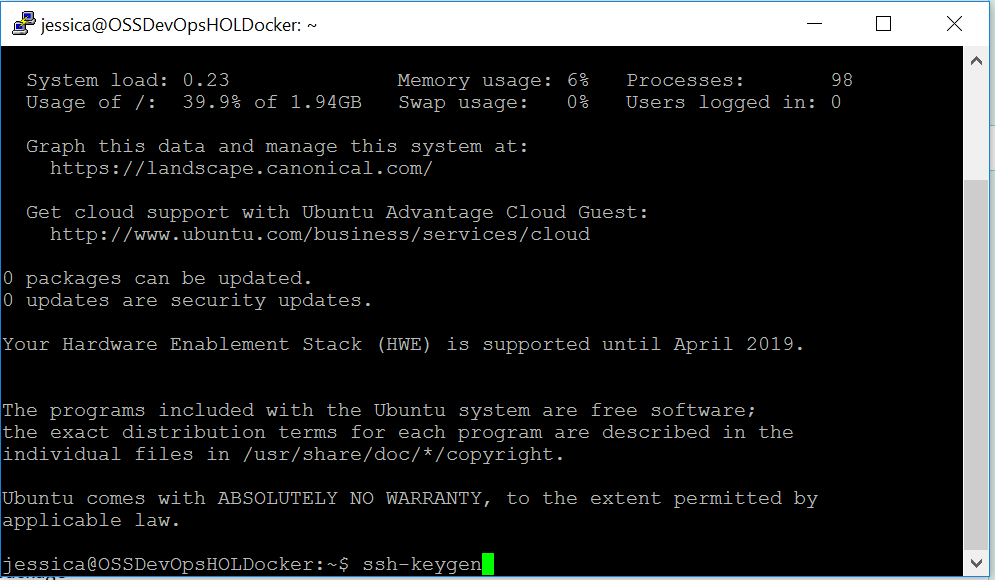 jessica@OSSDevOpsHOLDocker: ~
System load: 0.23 Memory usage: 6% Processes: 98
Usage of /: 39.9% of 1.94GB Swap usage: 0% Users logged in: 0
Graph this data and manage this system at:
https://landscape.canonical.com/
Get cloud support with Ubuntu Advantage Cloud Guest:
http://www.ubuntu.com/business/services/cloud
0 packages can be updated.
0 updates are security updates.
Your Hardware Enablement Stack (HWE) is supported until April 2019.
The programs included with the Ubuntu system are free software;
the exact distribution terms for each program are described in the
individual files in /usr/share/doc/*/copyright.
Ubuntu comes with ABSOLUTELY NO WARRANTY, to the extent permitted by
applicable law.
jessica@OSSDevOpsHOLDocker:~$ ssh-keygen